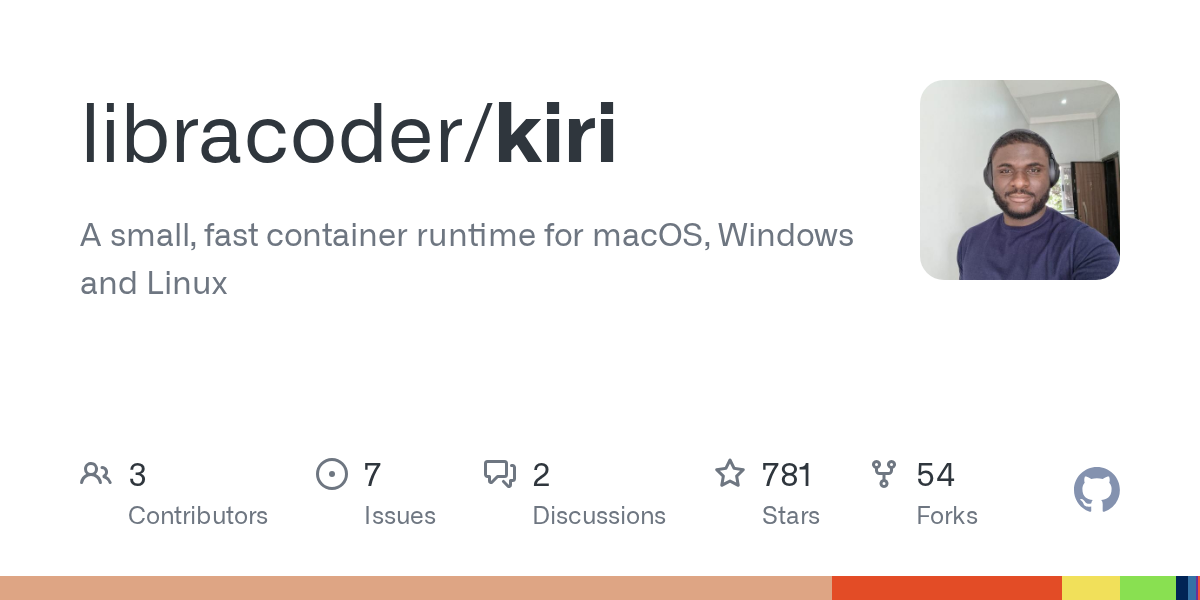 libracoder/kiri
A small, fast container runtime for macOS, Windows
and Linux
3
Contributors
7
Issues
2
Discussions
781
Stars
54
Forks